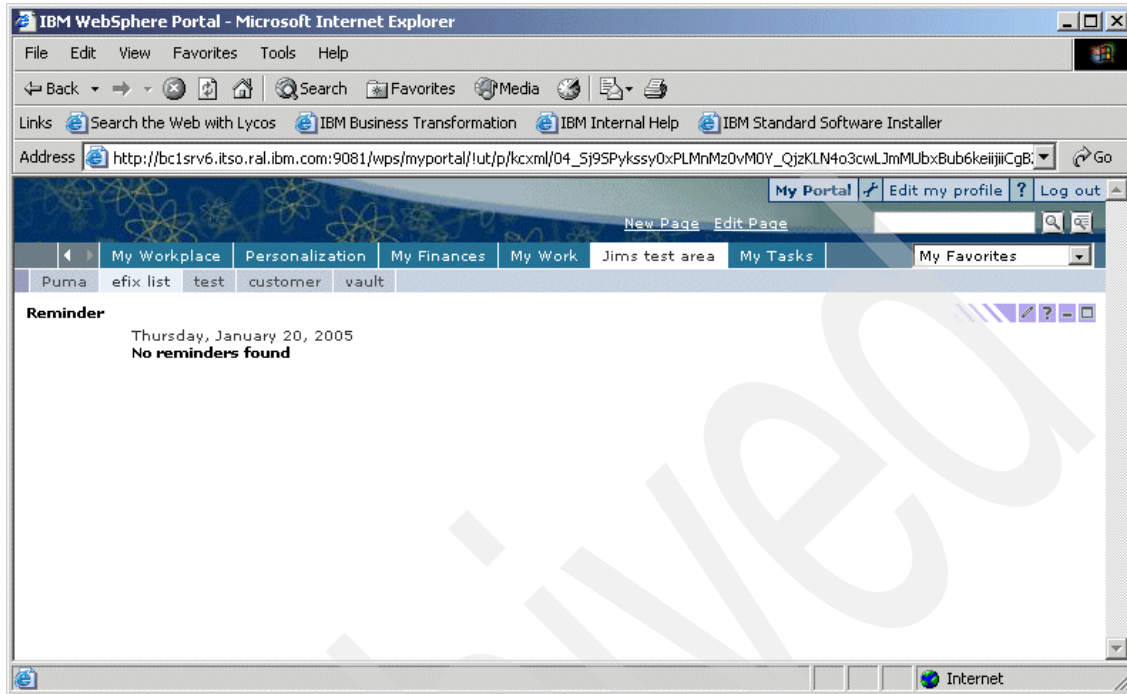 IBM WebSphere Portal - Microsoft Internet Explorer
File Edit View Favorites Tools Help
Back Search Favorites Media
Links Search the Web with Lycos IBM Business Transformation IBM Internal Help IBM Standard Software Installer
Address http://bc1srv6.itso.ral.ibm.com:9081/wps/myportal/!ut/p/kcxml/ Go
My Portal Edit my profile ? Log out
New Page Edit Page
My Workplace Personalization My Finances My Work Jims test area My Tasks My Favorites
Puma efix list test customer vault
Reminder ?
Thursday, January 20, 2005
No reminders found
Internet